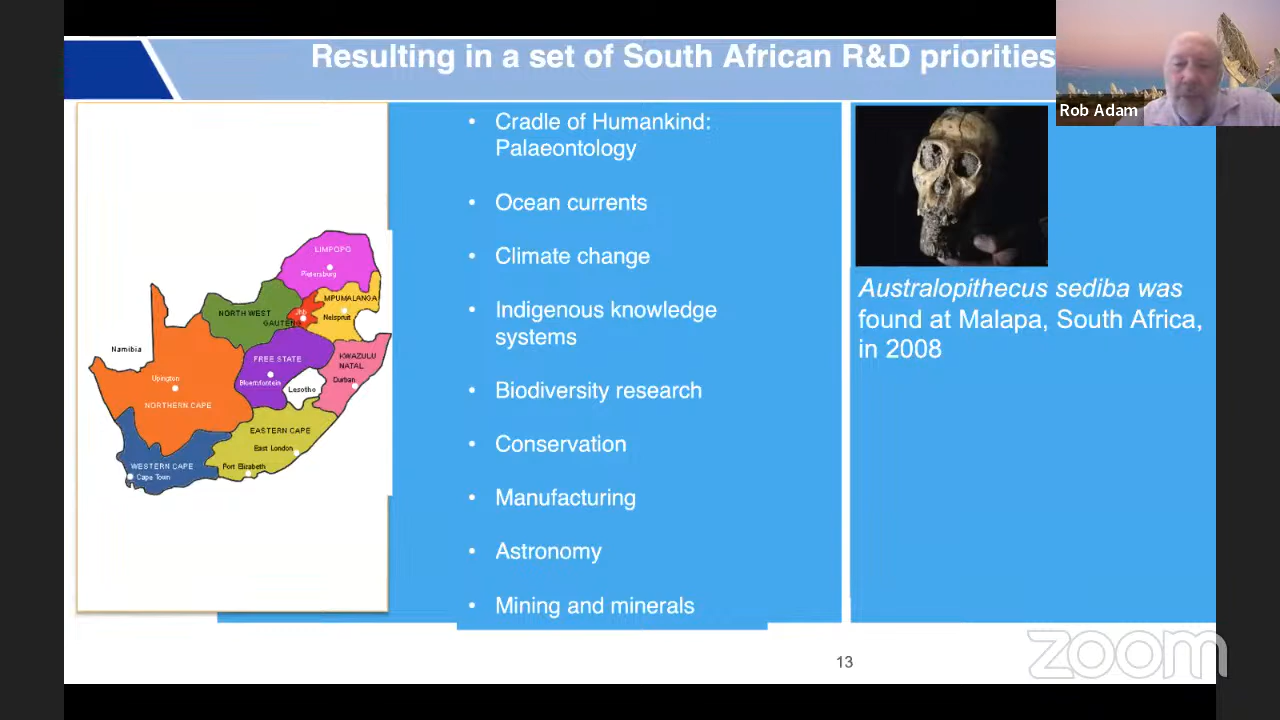 Resulting in a set of South African R&D priorities
Rob Adam
• Cradle of Humankind:
Palaeontology
• Ocean currents
• Climate change
• Indigenous knowledge
systems
• Biodiversity research
• Conservation
• Manufacturing
• Astronomy
• Mining and minerals
Australopithecus sediba was
found at Malapa, South Africa,
in 2008
LIMPOPO
Pietersburg
MPUMALANGA
NORTH WEST
Jhb
GAUTENG
Nelspruit
Namibia
FREE STATE
KWAZULU
NATAL
Upington
Bloemfontein
Durban
Lesotho
NORTHERN CAPE
EASTERN CAPE
East London
WESTERN CAPE
Port Elizabeth
Cape Town
13
zoom